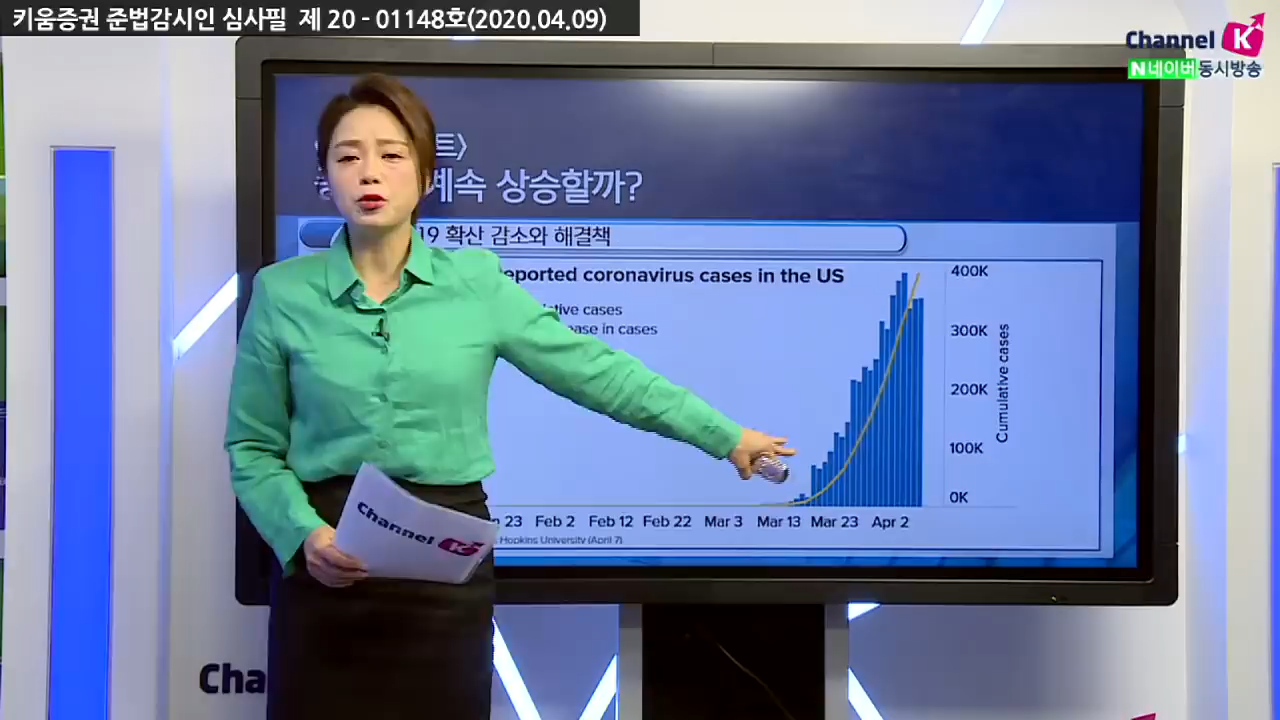 키움증권 준법감시인 심사필 제 20 - 01148호(2020.04.09)
Channel K
N 네이버 동시방송
트>
계속 상승할까?
19 확산 감소와 해결책
eported coronavirus cases in the US
cases
in cases
400K
300K
200K
100K
0K
Cumulative cases
23 Feb 2 Feb 12 Feb 22 Mar 3 Mar 13 Mar 23 Apr 2
Hopkins University (April 7)
Channel K
Cha